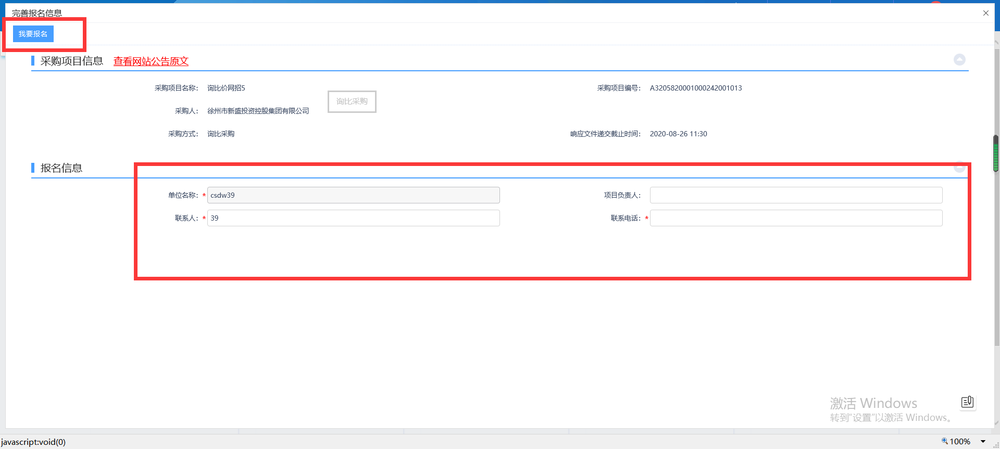 完善报名信息
我要报名
采购项目信息 查看网站公告原文
采购项目名称： 询比价网招5
采购项目编号： A3205820001000242001013
询比采购
采购人： 徐州市新盛投资控股集团有限公司
采购方式： 询比采购
响应文件递交截止时间： 2020-08-26 11:30
报名信息
单位名称：* csdw39
项目负责人：
联系人：* 39
联系电话：*
激活 Windows
转到“设置”以激活 Windows。
javascript:void(0)
100%